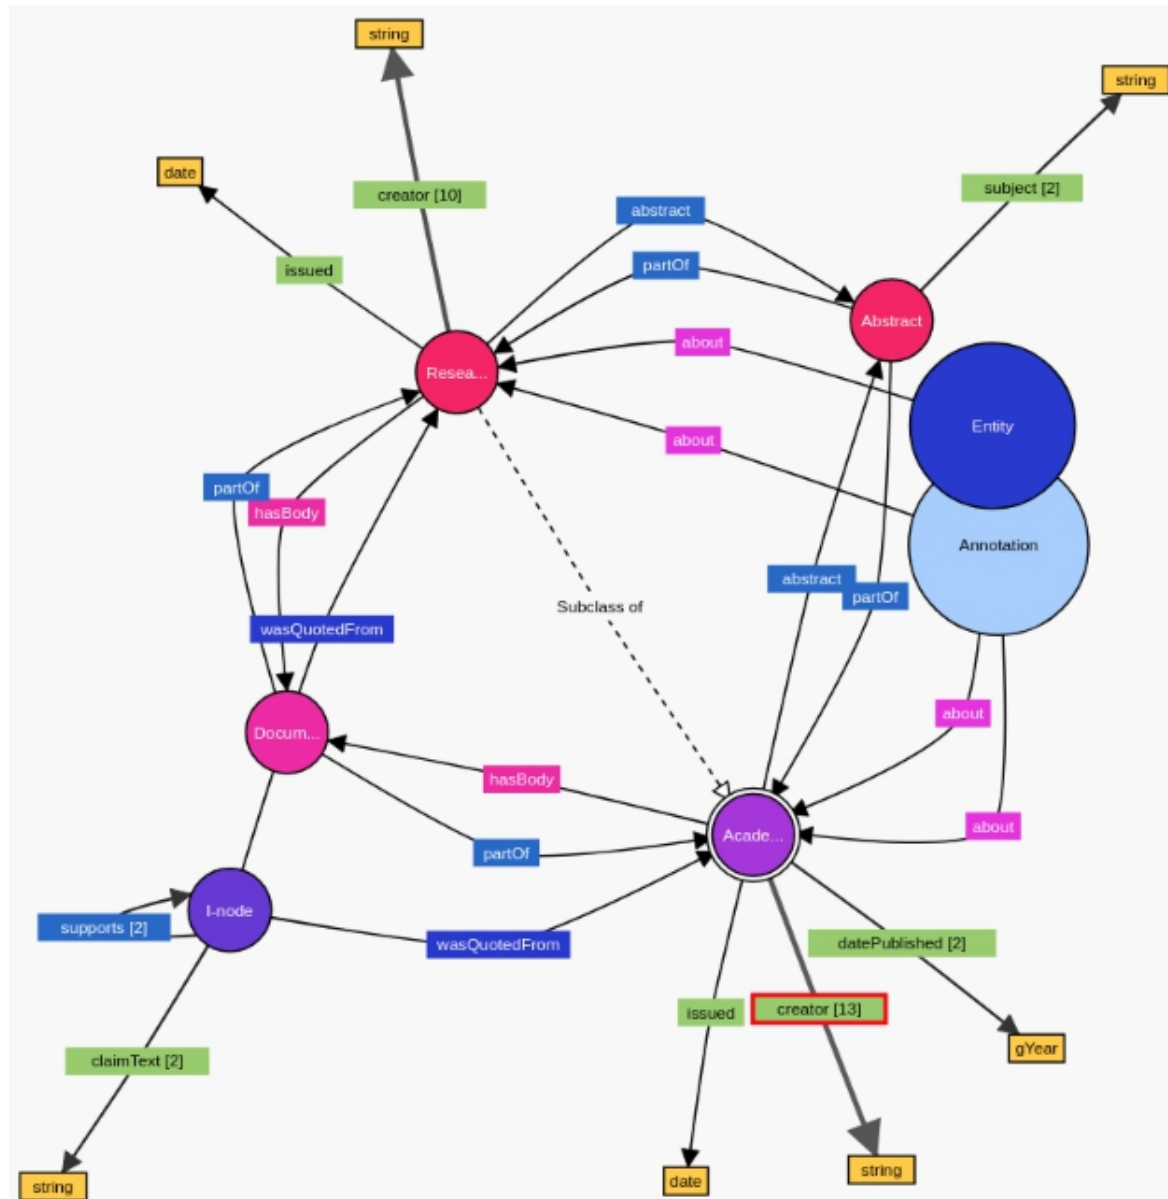 string
string
date
subject [2]
creator [10]
abstract
partOf
issued
Abstract
about
Resea...
Entity
about
partOf
hasBody
Annotation
abstract
partOf
Subclass of
wasQuotedFrom
about
Docum...
hasBody
about
Acade...
partOf
I-node
supports [2]
wasQuotedFrom
datePublished [2]
issued
creator [13]
gYear
claimText [2]
string
date
string